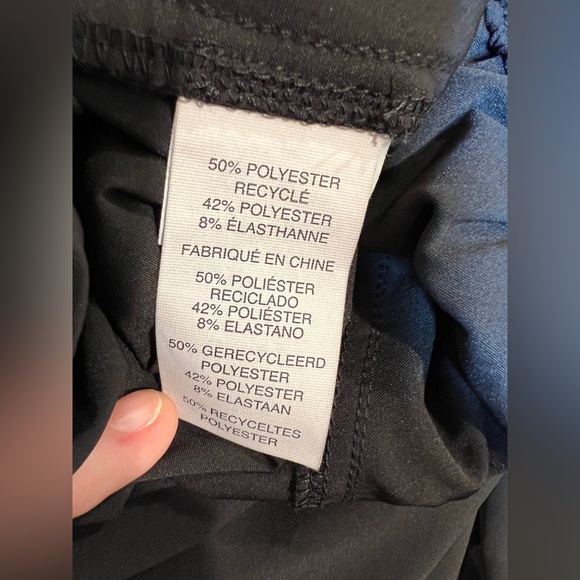 50% POLYESTER
RECYCLÉ
42% POLYESTER
8% ÉLASTHANNE
FABRIQUÉ EN CHINE
50% POLIÉSTER
RECICLADO
42% POLIÉSTER
8% ELASTANO
50% GERECYCLEERD
POLYESTER
42% POLYESTER
8% ELASTAAN
50% RECYCELTES
POLYESTER